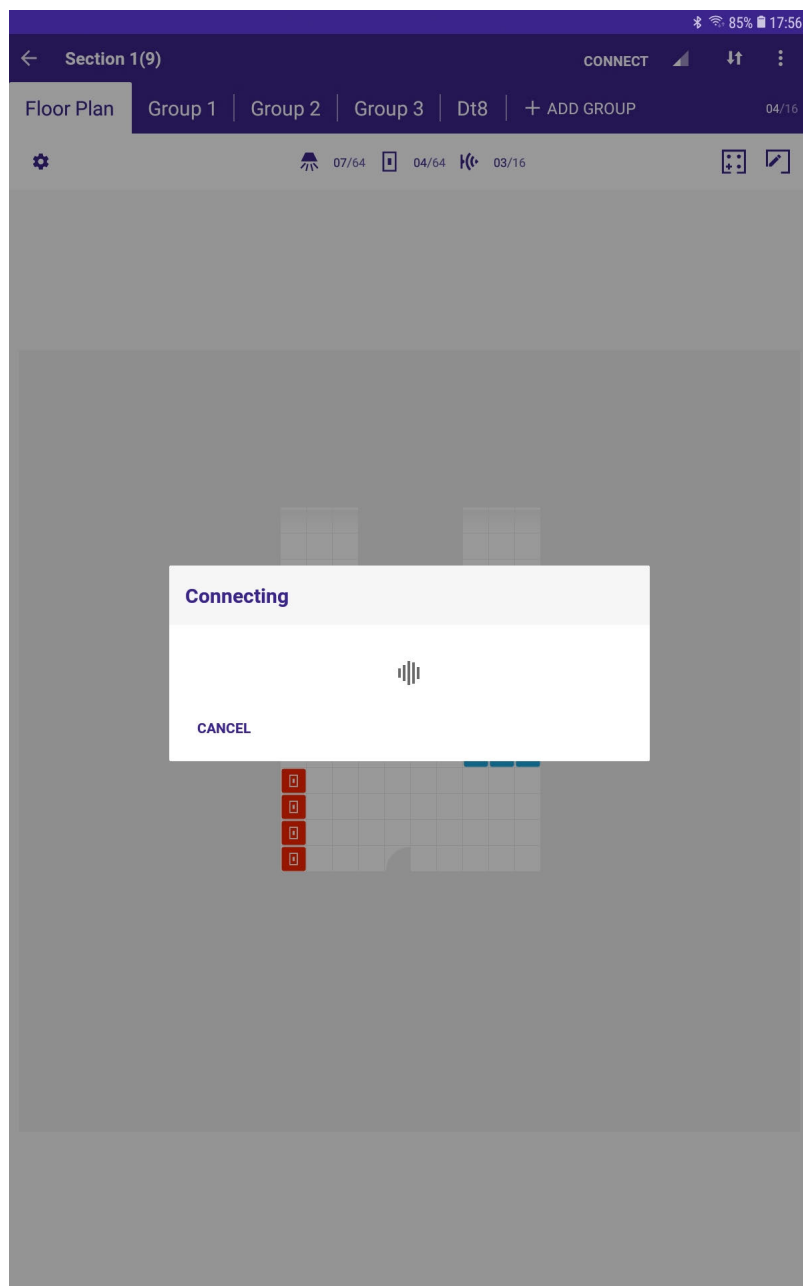 85% 17:56
Section 1(9) CONNECT
Floor Plan Group 1 Group 2 Group 3 Dt8 + ADD GROUP 04/16
07/64 04/64 03/16
Connecting
CANCEL